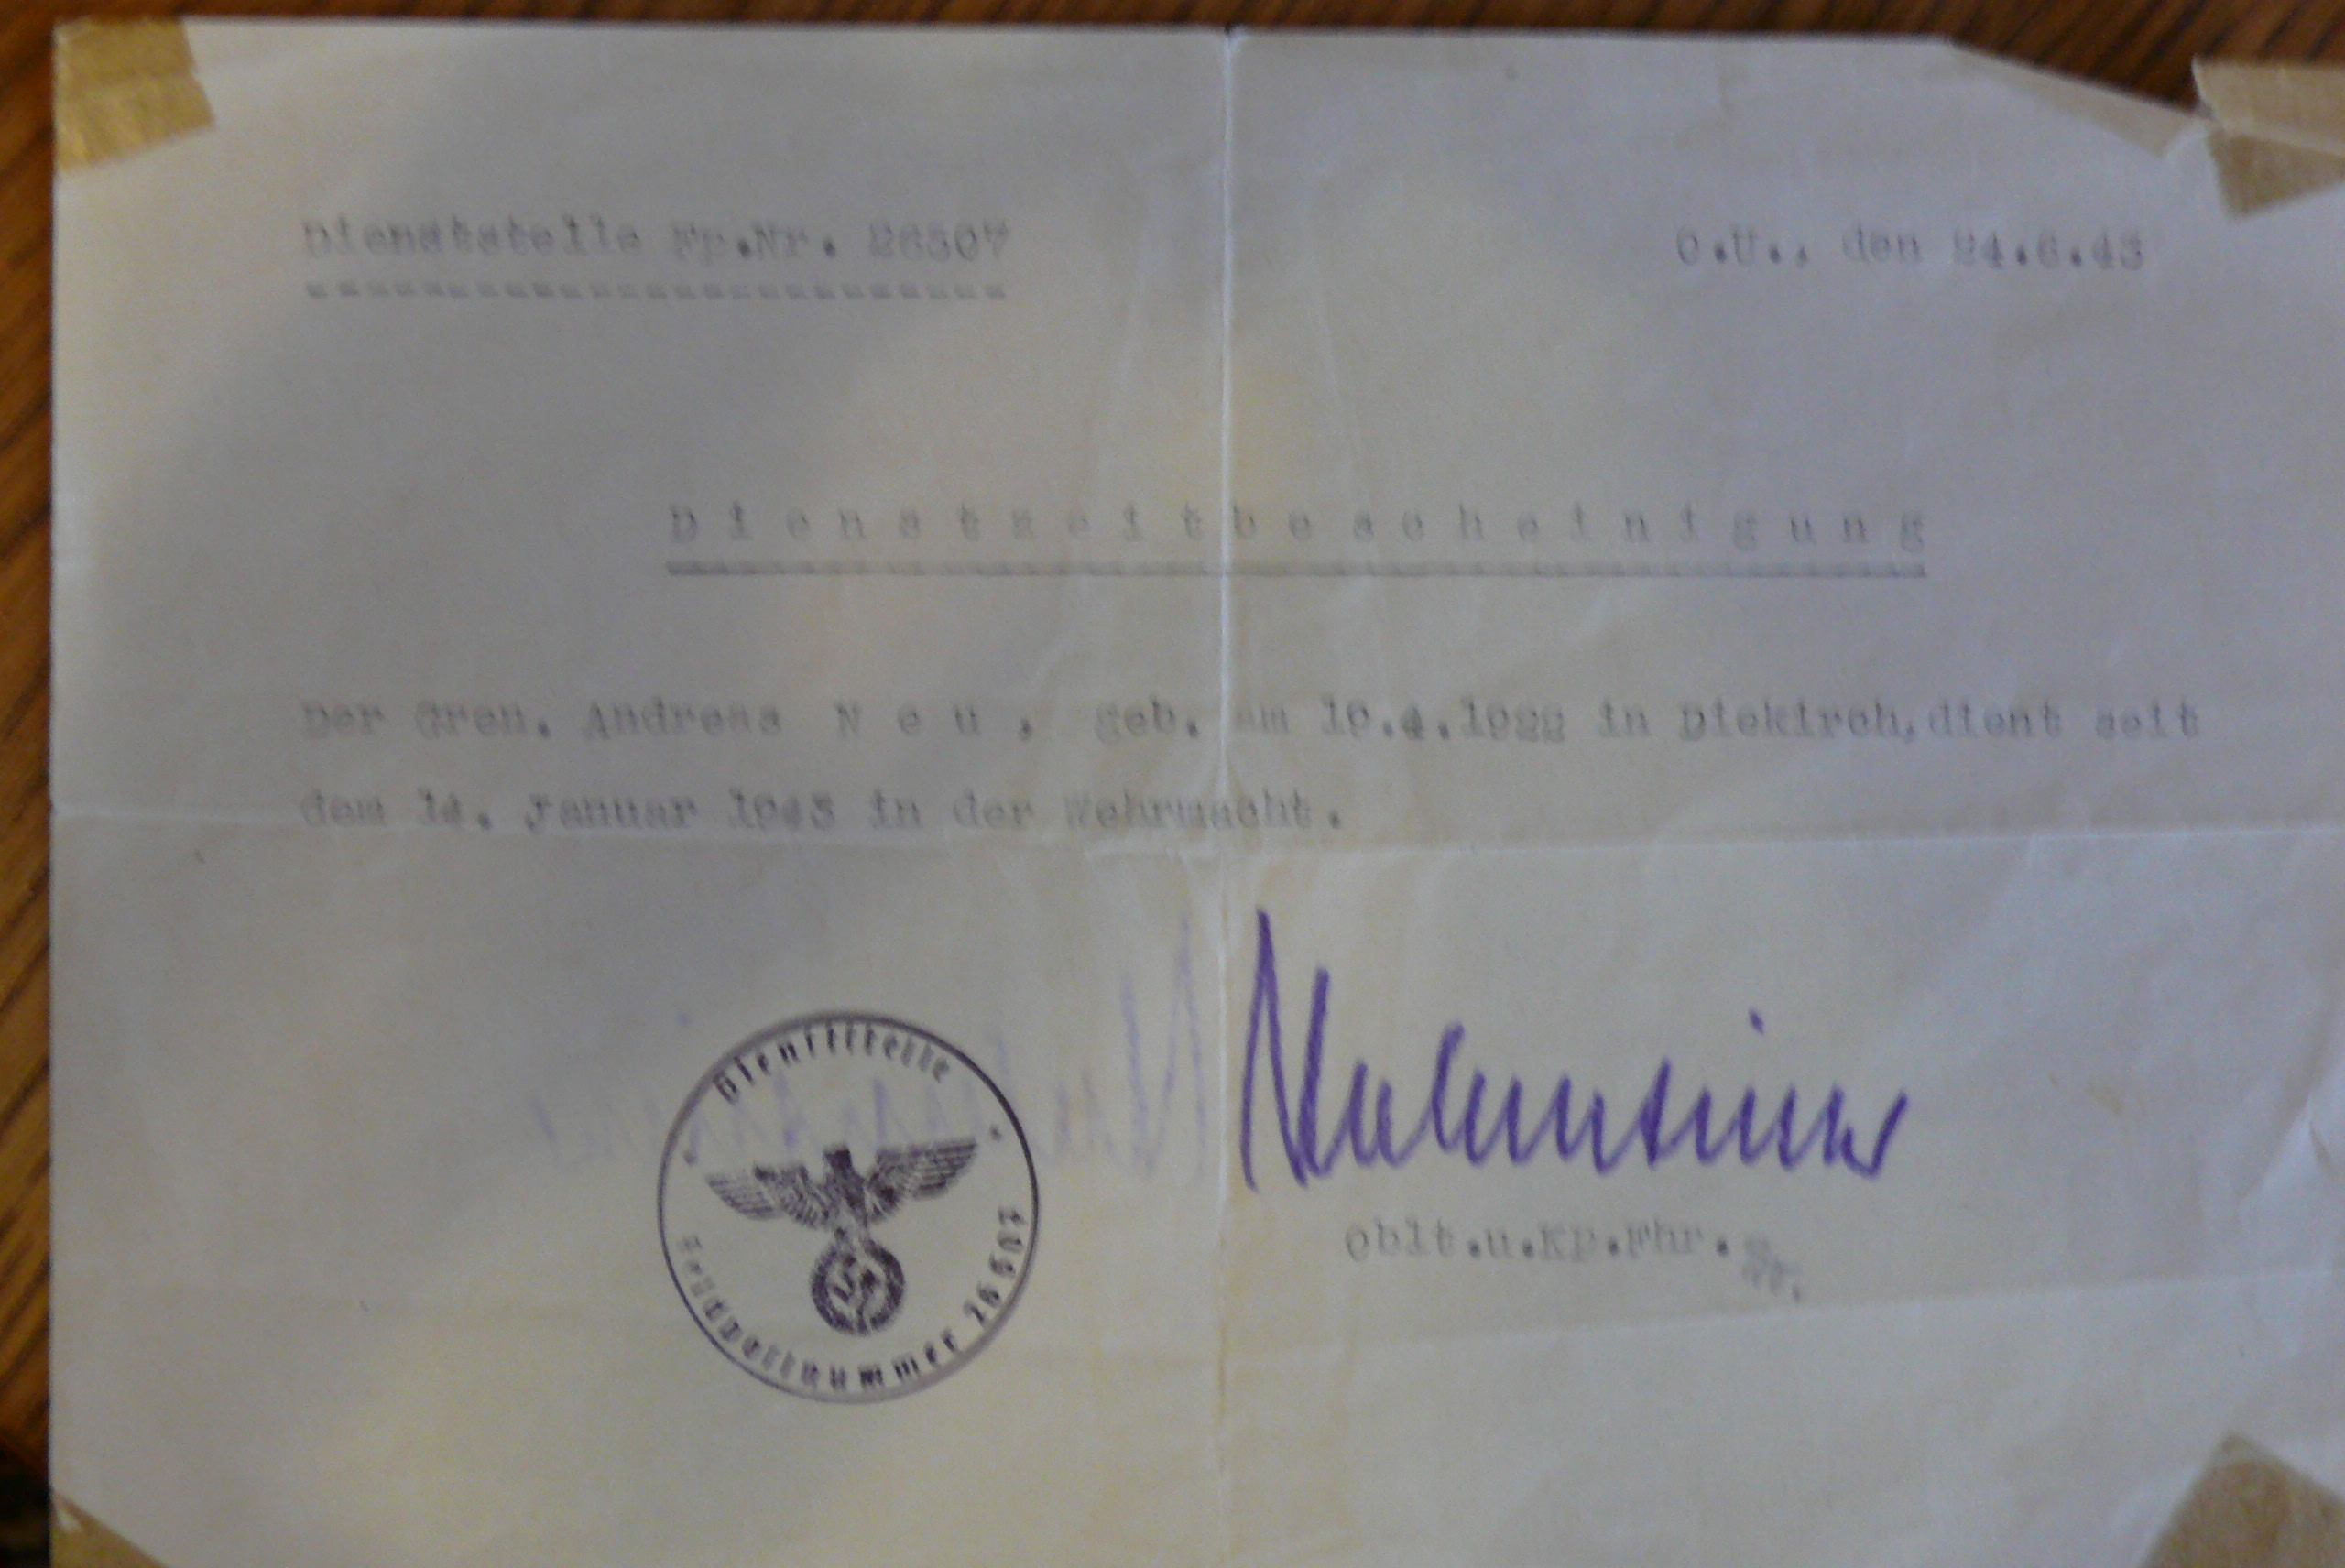 Dienststelle Fp.Nr. 26507
O.U., den 24.6.43
Dienstzeitbescheinigung
Der Gren. Andreas Neu, geb. am 10.4.1922 in Diekirch, dient seit
dem 14. Januar 1943 in der Wehrmacht.
Dienststelle
Feldpostnummer 26507
Oblt.u.Kp.Fhr.